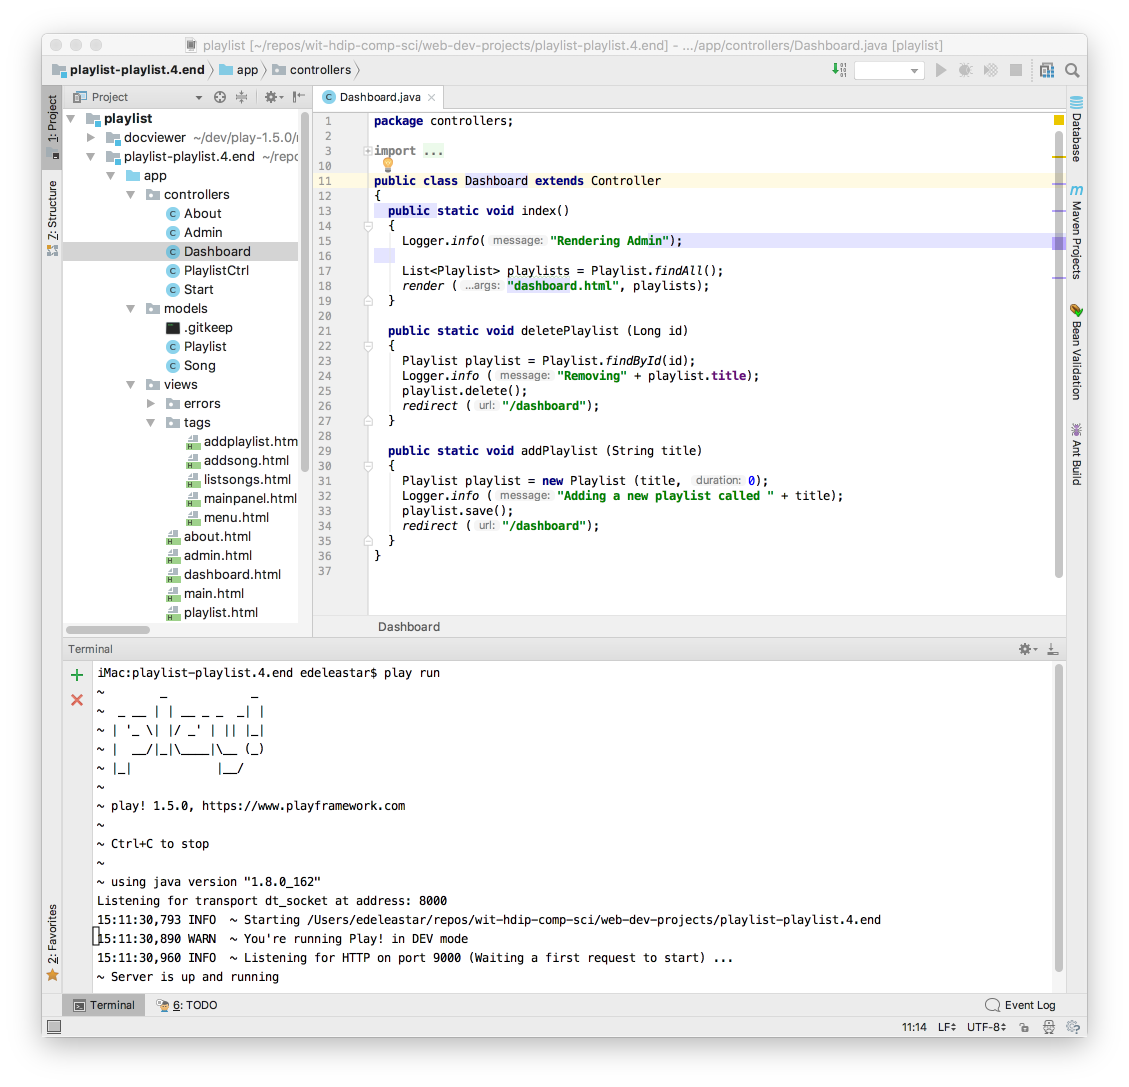 playlist [~/repos/wit-hdip-comp-sci/web-dev-projects/playlist-playlist.4.end] - .../app/controllers/Dashboard.java [playlist]
playlist-playlist.4.end app controllers
Project
Dashboard.java
1: Project
Z: Structure
2: Favorites
playlist
docviewer ~/dev/play-1.5.0/
playlist-playlist.4.end ~/repo
app
controllers
About
Admin
Dashboard
PlaylistCtrl
Start
models
.gitkeep
Playlist
Song
views
errors
tags
addplaylist.htm
addsong.html
listsongs.html
mainpanel.html
menu.html
about.html
admin.html
dashboard.html
main.html
playlist.html
1 package controllers;
2
3 import ...
10
11 public class Dashboard extends Controller
12 {
13 public static void index()
14 {
15 Logger.info( message: "Rendering Admin");
16
17 List<Playlist> playlists = Playlist.findAll();
18 render ( ...args: "dashboard.html", playlists);
19 }
20
21 public static void deletePlaylist (Long id)
22 {
23 Playlist playlist = Playlist.findById(id);
24 Logger.info ( message: "Removing" + playlist.title);
25 playlist.delete();
26 redirect ( url: "/dashboard");
27 }
28
29 public static void addPlaylist (String title)
30 {
31 Playlist playlist = new Playlist (title, duration: 0);
32 Logger.info ( message: "Adding a new playlist called " + title);
33 playlist.save();
34 redirect ( url: "/dashboard");
35 }
36 }
37
Dashboard
Database
Maven Projects
Bean Validation
Ant Build
Terminal
iMac:playlist-playlist.4.end edeleastar$ play run
~        _            _
~  _ __ | | __ _ _  _| |
~ | '_ \| |/ _' | || |_|
~ |  __/|_|\____|\__ (_)
~ |_|            |__/
~
~ play! 1.5.0, https://www.playframework.com
~
~ Ctrl+C to stop
~
~ using java version "1.8.0_162"
Listening for transport dt_socket at address: 8000
15:11:30,793 INFO  ~ Starting /Users/edeleastar/repos/wit-hdip-comp-sci/web-dev-projects/playlist-playlist.4.end
15:11:30,890 WARN  ~ You're running Play! in DEV mode
15:11:30,960 INFO  ~ Listening for HTTP on port 9000 (Waiting a first request to start) ...
~ Server is up and running
Terminal 6: TODO Event Log
11:14 LF UTF-8